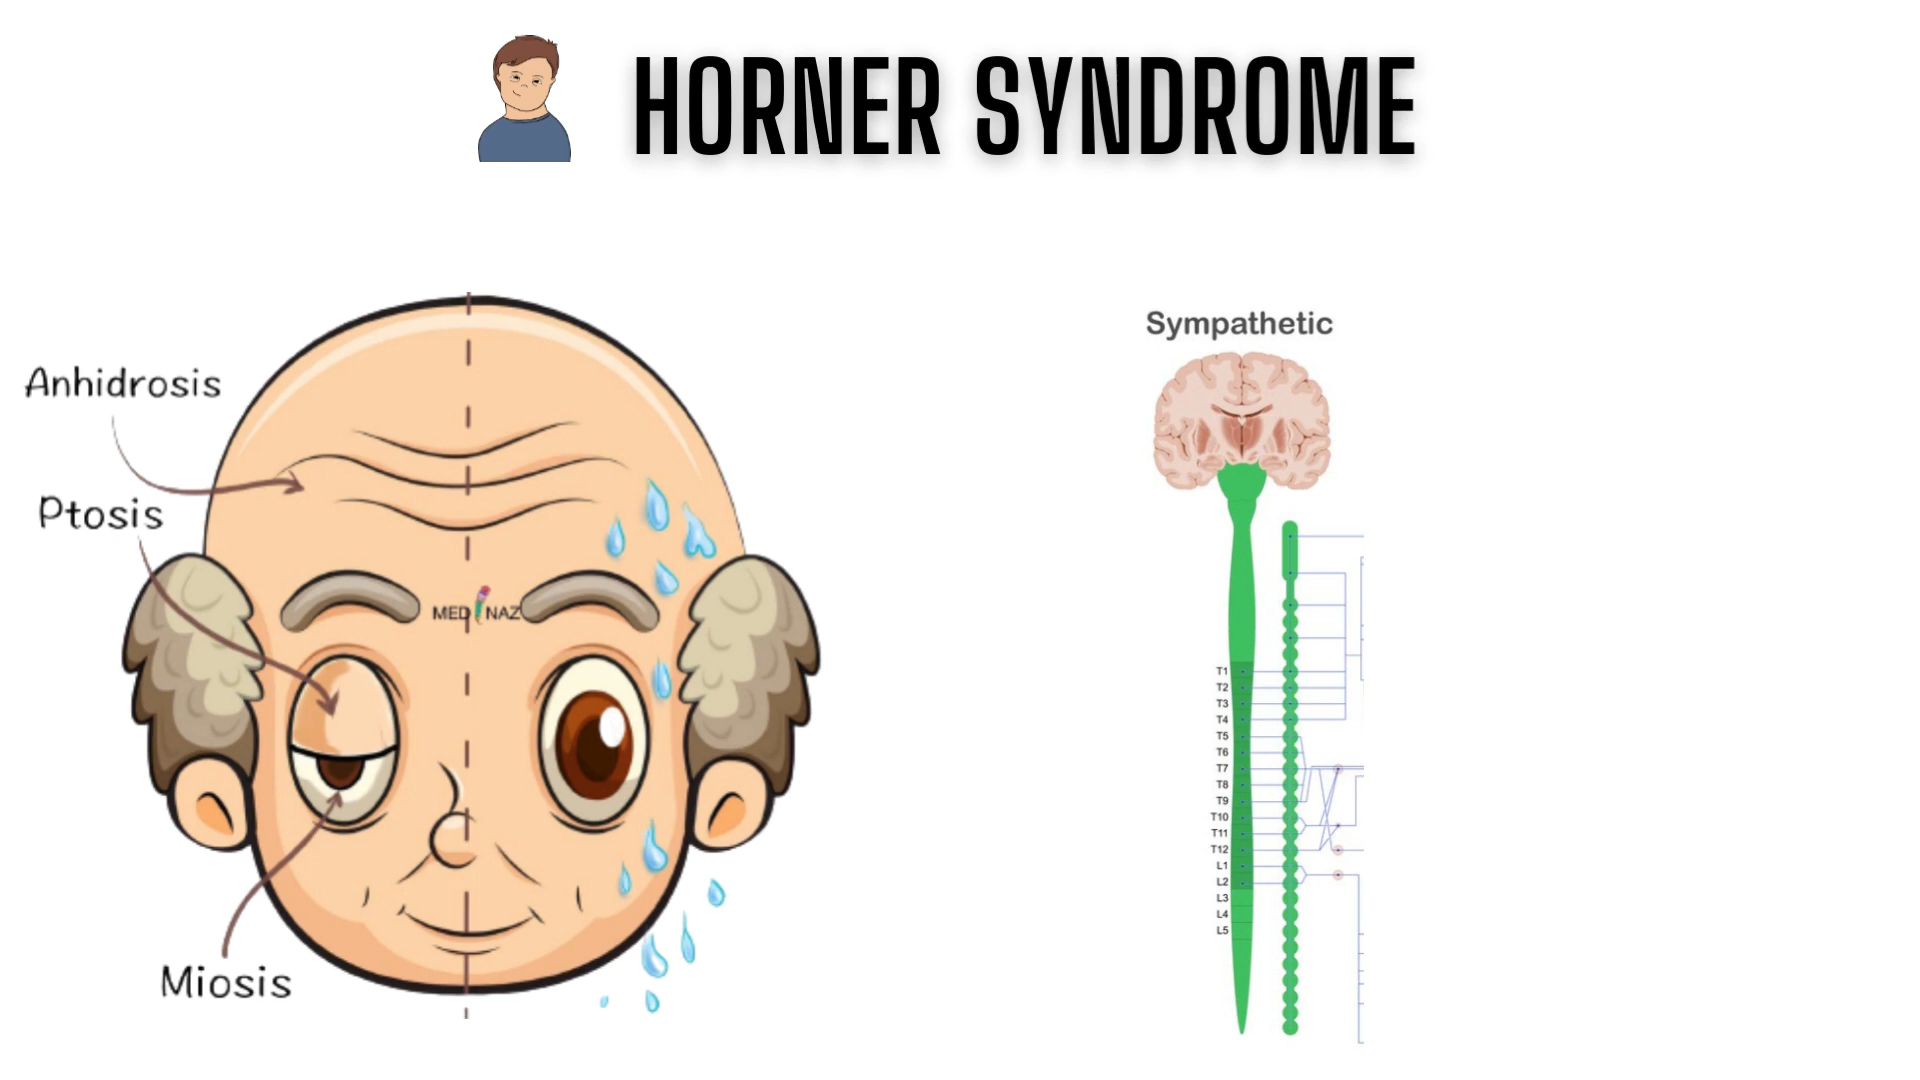 HORNER SYNDROME
Anhidrosis
Ptosis
MED NAZ
Miosis
Sympathetic
T1
T2
T3
T4
T5
T6
T7
T8
T9
T10
T11
T12
L1
L2
L3
L4
L5